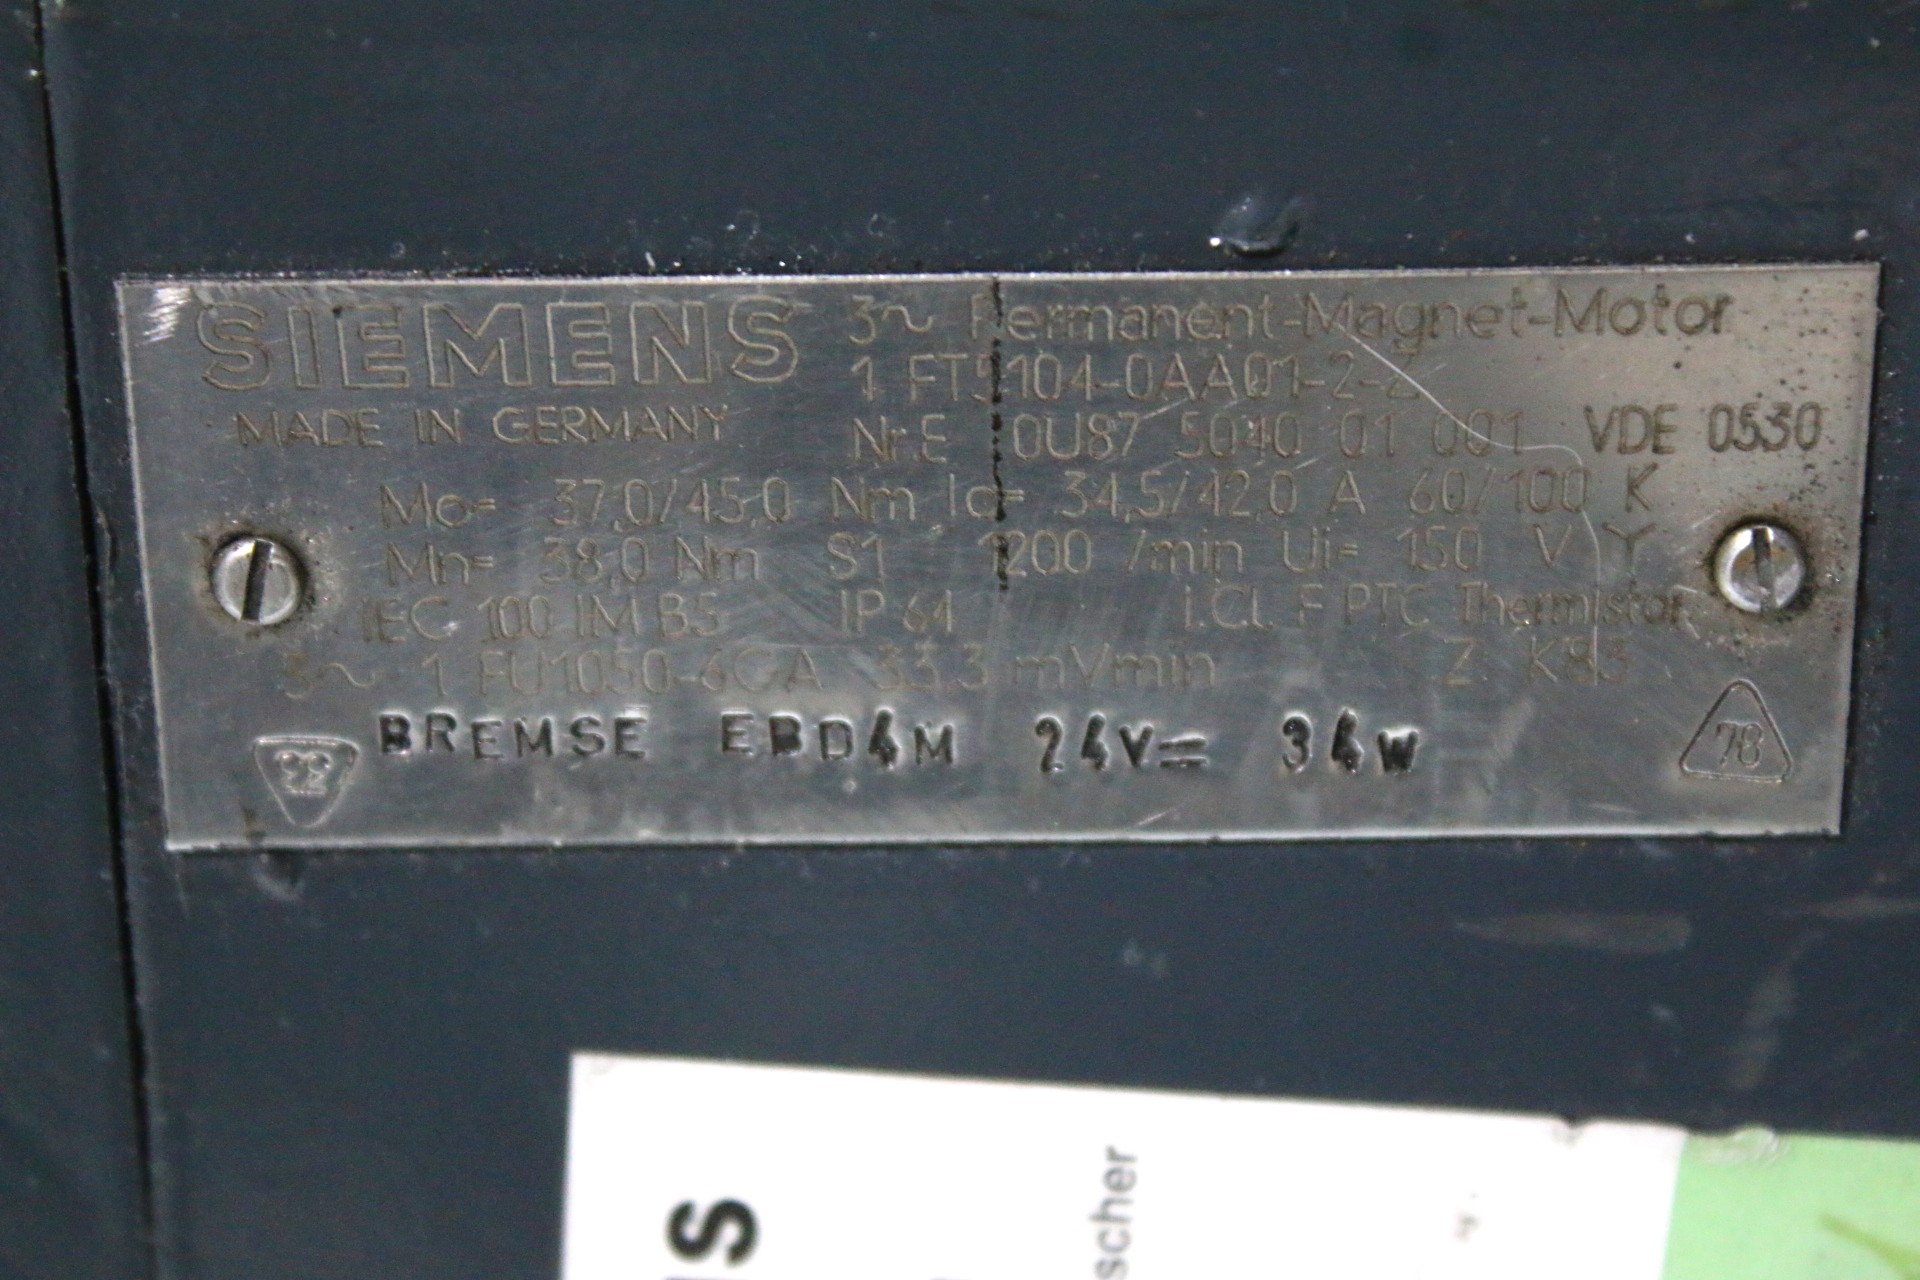 SIEMENS
MADE IN GERMANY
3~ Permanent-Magnet-Motor
1 FT5104-0AA01-2-Z
Nr.E 0U87 5040 01 001 VDE 0530
Mo= 37,0/45,0 Nm Io= 34,5/42,0 A 60/100 K
Mn= 38,0 Nm S1 1200 /min Ui= 150 V Y
IEC 100 IM B5 IP 64 I.Cl. F PTC Thermistor
3~ 1 FU1050-6CA 33.3 mVmin Z: K83
BREMSE EBD4M 24V= 34W
92
78
scher